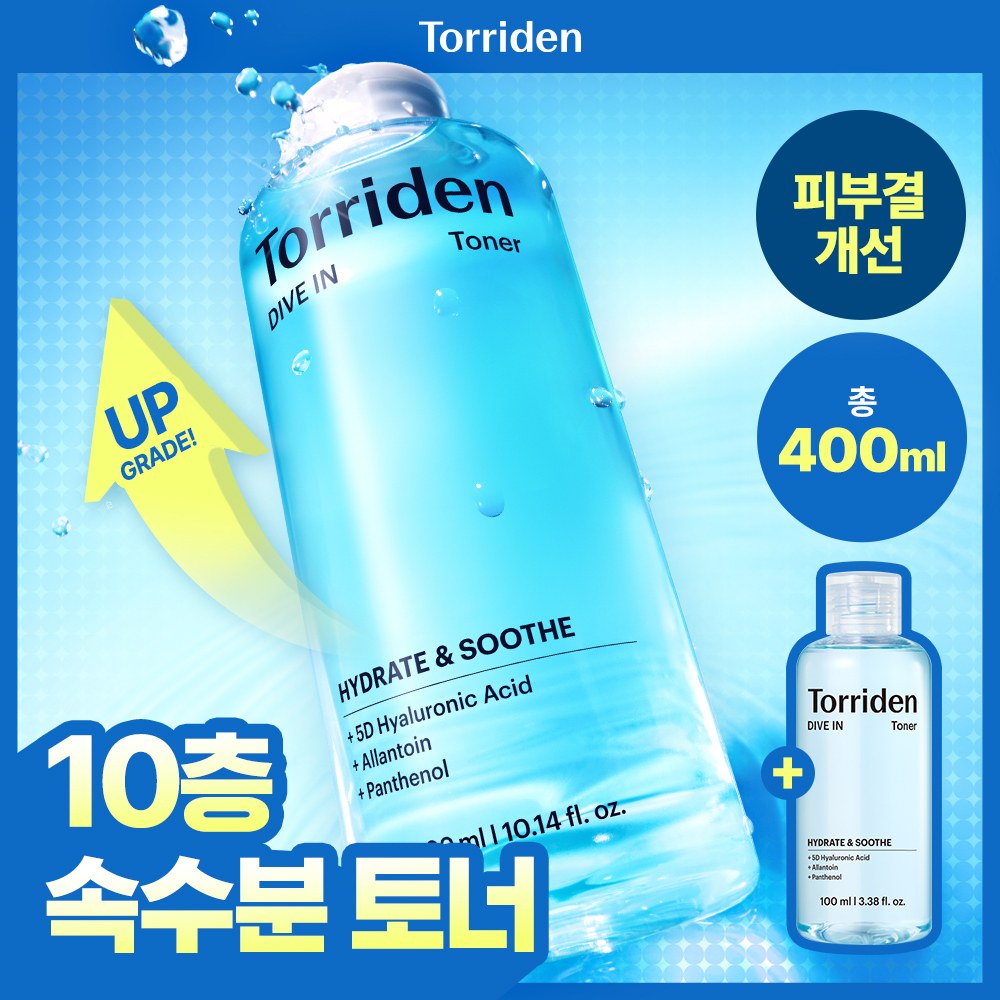 Torriden
Torriden
DIVE IN
Toner
피부결
개선
총
400ml
UP
GRADE!
HYDRATE & SOOTHE
+ 5D Hyaluronic Acid
+ Allantoin
+ Panthenol
ml | 10.14 fl. oz.
10층
속수분 토너
+
Torriden
DIVE IN Toner
HYDRATE & SOOTHE
+ 5D Hyaluronic Acid
+ Allantoin
+ Panthenol
100 ml | 3.38 fl. oz.